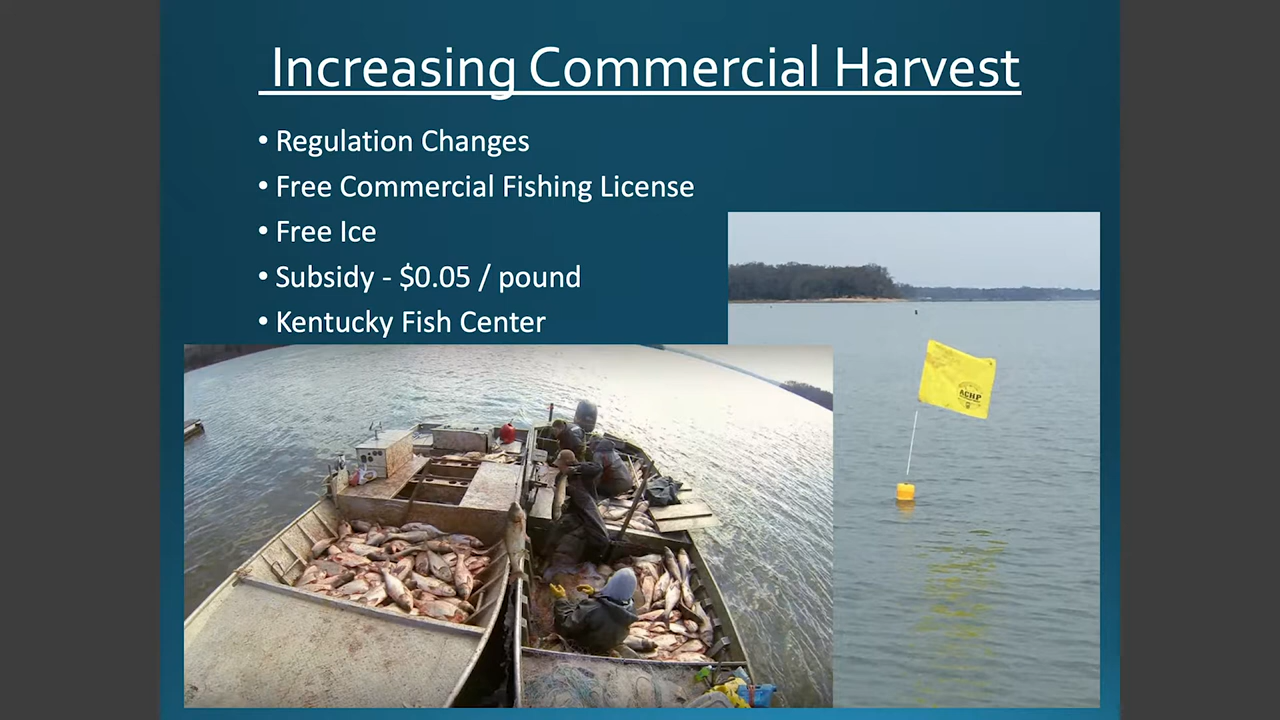 Increasing Commercial Harvest
• Regulation Changes
• Free Commercial Fishing License
• Free Ice
• Subsidy - $0.05 / pound
• Kentucky Fish Center
ACHP